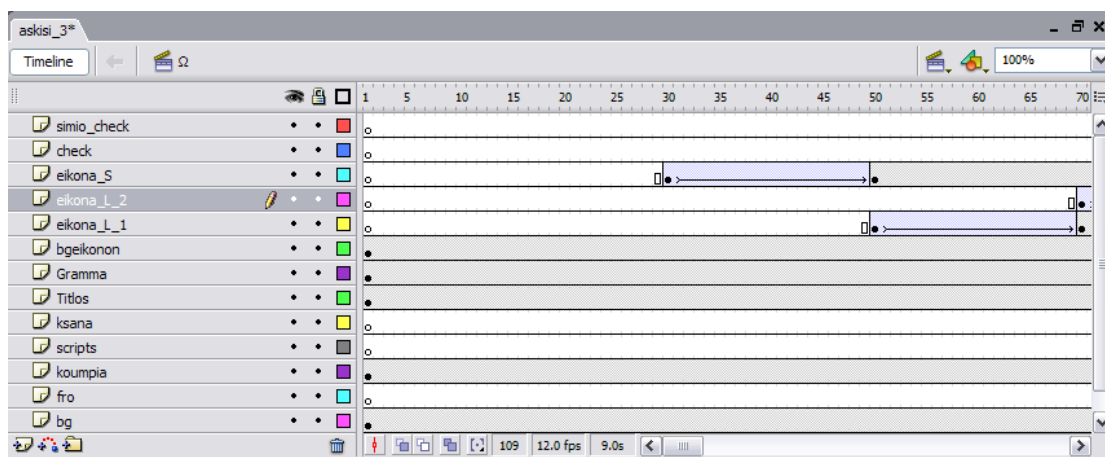 askisi_3*
Timeline Ω 100%
1 5 10 15 20 25 30 35 40 45 50 55 60 65 70
simio_check
check
eikona_S
eikona_L_2
eikona_L_1
bgeikonon
Gramma
Titlos
ksana
scripts
koumpia
fro
bg
109 12.0 fps 9.0s